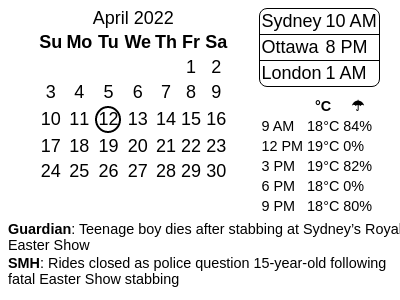 April 2022
Su Mo Tu We Th Fr Sa
1 2
3 4 5 6 7 8 9
10 11 12 13 14 15 16
17 18 19 20 21 22 23
24 25 26 27 28 29 30
Sydney 10 AM
Ottawa 8 PM
London 1 AM
°C ☂
9 AM 18°C 84%
12 PM 19°C 0%
3 PM 19°C 82%
6 PM 18°C 0%
9 PM 18°C 80%
Guardian: Teenage boy dies after stabbing at Sydney’s Royal
Easter Show
SMH: Rides closed as police question 15-year-old following
fatal Easter Show stabbing